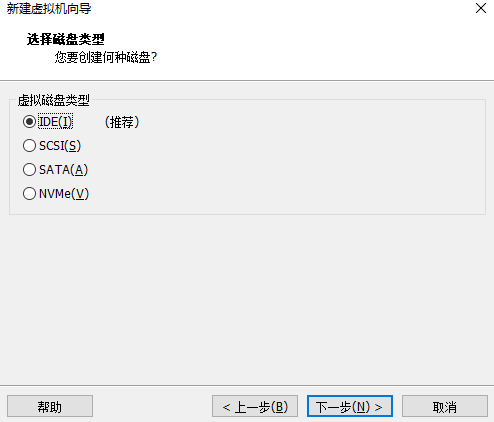 新建虚拟机向导
选择磁盘类型
您要创建何种磁盘?
虚拟磁盘类型
IDE(I) （推荐）
SCSI(S)
SATA(A)
NVMe(V)
帮助 < 上一步(B) 下一步(N) > 取消